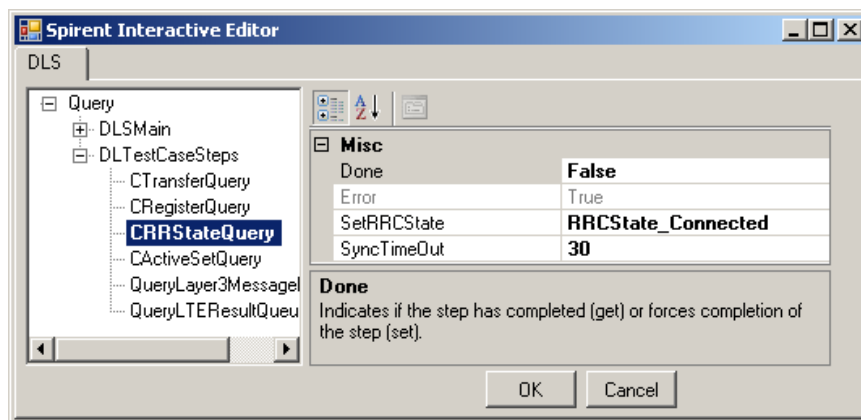 Spirent Interactive Editor
DLS
Query
DLSMain
DLTestCaseSteps
CTransferQuery
CRegisterQuery
CRRStateQuery
CActiveSetQuery
QueryLayer3Message
QueryLTEResultQueu
Misc
Done False
Error True
SetRRCState RRCState_Connected
SyncTimeOut 30
Done
Indicates if the step has completed (get) or forces completion of
the step (set).
OK Cancel